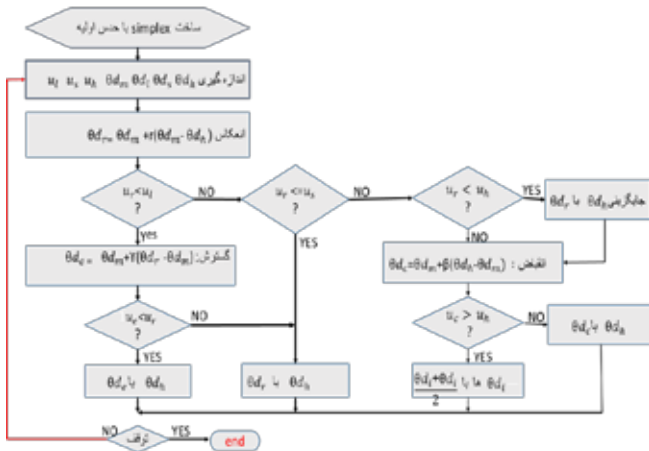 ساخت simplex با حدس اولیه
اندازه گیری θd_h θd_s θd_l θd_m u_h u_s u_l
انعکاس θd_r= θd_m +r(θd_m- θd_h)
u_r<u_l
?
NO
u_r <=u_s
?
NO
u_r < u_h
?
YES
جایگزینی θd_h با θd_r
yes
YES
NO
گسترش: θd_e = θd_m+γ(θd_r -θd_m)
انقباض : θd_c=θd_m+β(θd_h-θd_m)
u_e<u_r
?
NO
u_c > u_h
?
NO
θd_h با θd_c
YES
YES
θd_h با θd_e
θd_h با θd_r
θd_i ها با (θd_i+θd_l)/2
NO
توقف
YES
end